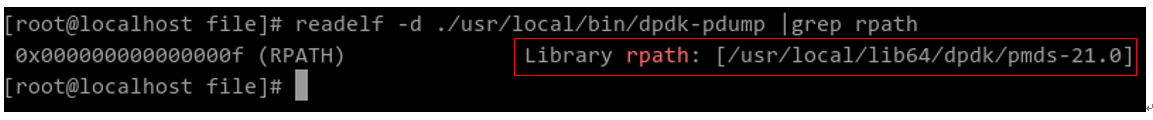 [root@localhost file]# readelf -d ./usr/local/bin/dpdk-pdump |grep rpath
0x000000000000000f (RPATH) Library rpath: [/usr/local/lib64/dpdk/pmds-21.0]
[root@localhost file]#